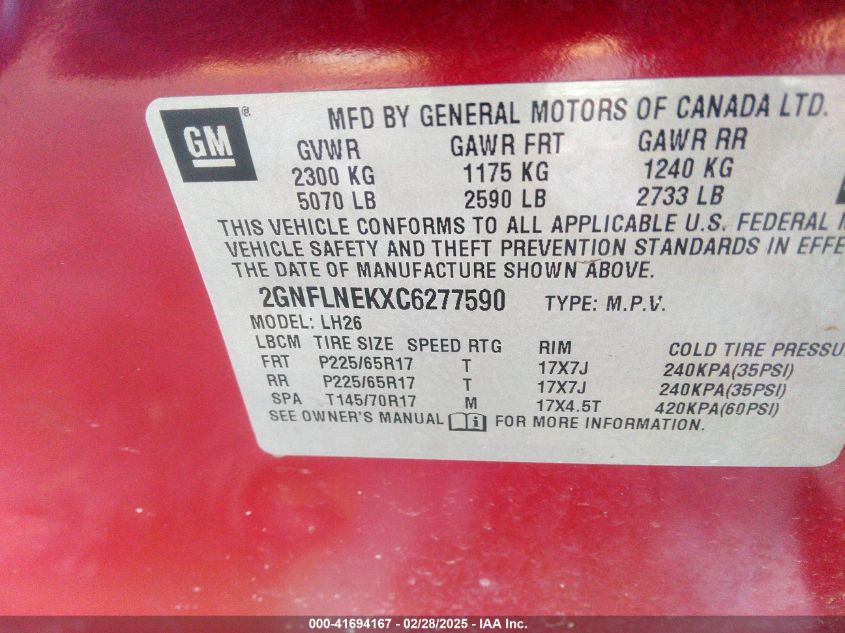 GM ®
MFD BY GENERAL MOTORS OF CANADA LTD.
GVWR GAWR FRT GAWR RR
2300 KG 1175 KG 1240 KG
5070 LB 2590 LB 2733 LB
THIS VEHICLE CONFORMS TO ALL APPLICABLE U.S. FEDERAL
VEHICLE SAFETY AND THEFT PREVENTION STANDARDS IN EFFE
THE DATE OF MANUFACTURE SHOWN ABOVE.
2GNFLNEKXC6277590 TYPE: M.P.V.
MODEL: LH26
LBCM TIRE SIZE SPEED RTG RIM COLD TIRE PRESSU
FRT P225/65R17 T 17X7J 240KPA(35PSI)
RR P225/65R17 T 17X7J 240KPA(35PSI)
SPA T145/70R17 M 17X4.5T 420KPA(60PSI)
SEE OWNER'S MANUAL FOR MORE INFORMATION.
000-41694167 - 02/28/2025 - IAA Inc.